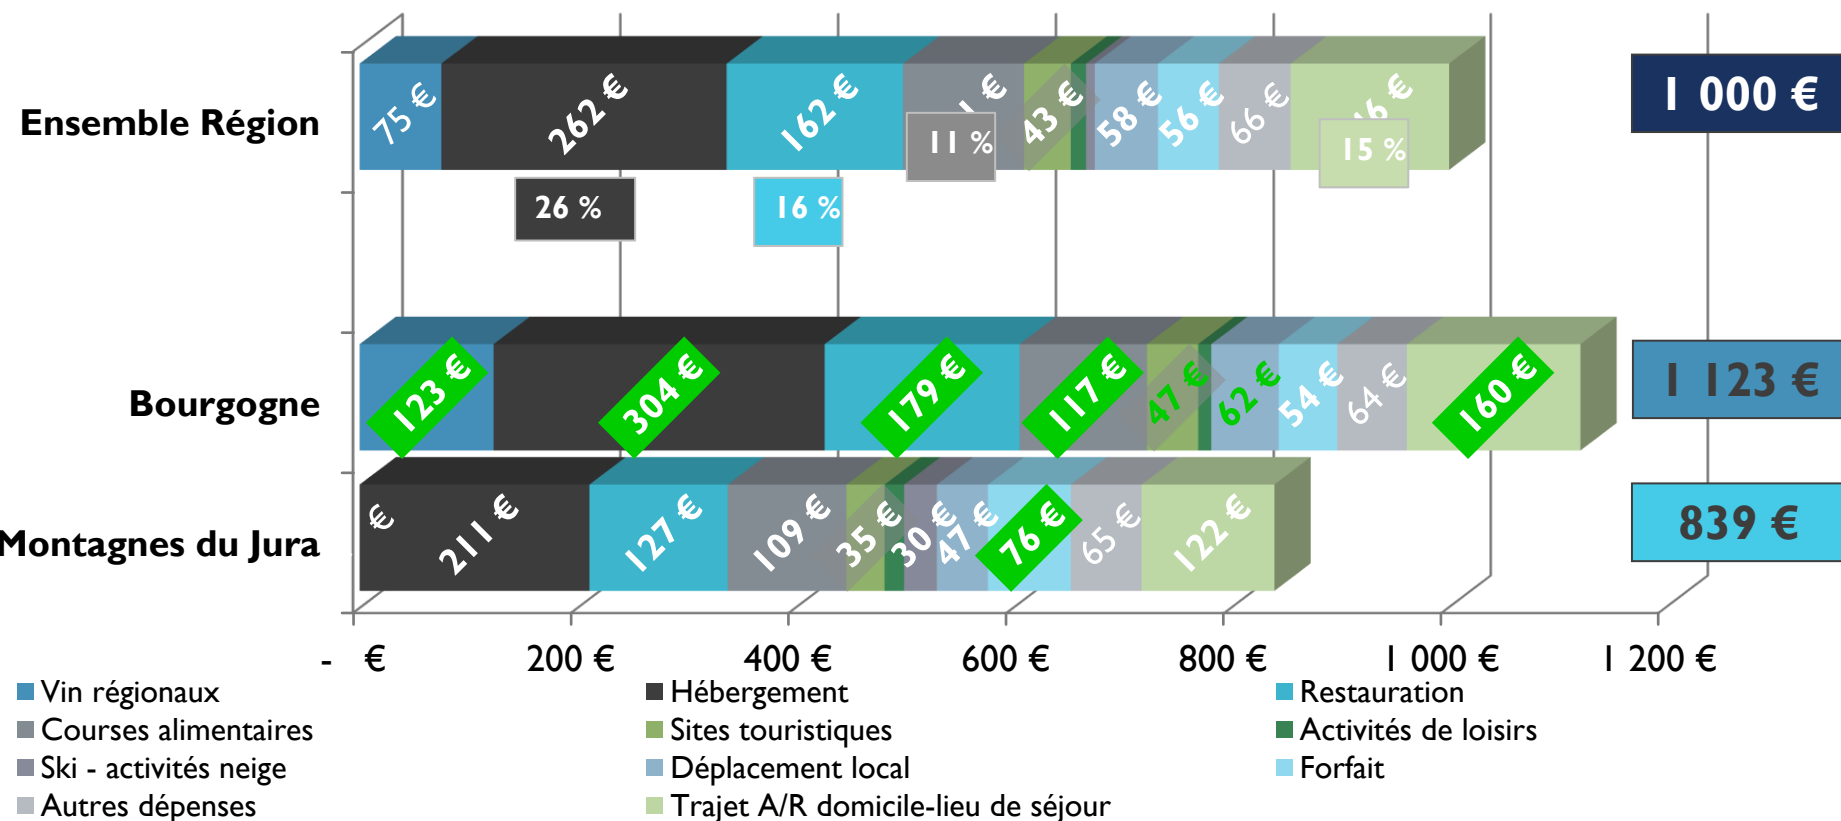 Ensemble Région
75 €
262 €
162 €
€
43 €
58 €
56 €
66 €
6 €
1 000 €
11 %
15 %
26 %
16 %
Bourgogne
123 €
304 €
179 €
117 €
47 €
62 €
54 €
64 €
160 €
1 123 €
Montagnes du Jura
€
211 €
127 €
109 €
35 €
30 €
47 €
76 €
65 €
122 €
839 €
- €
200 €
400 €
600 €
800 €
1 000 €
1 200 €
Vin régionaux
Hébergement
Restauration
Courses alimentaires
Sites touristiques
Activités de loisirs
Ski - activités neige
Déplacement local
Forfait
Autres dépenses
Trajet A/R domicile-lieu de séjour